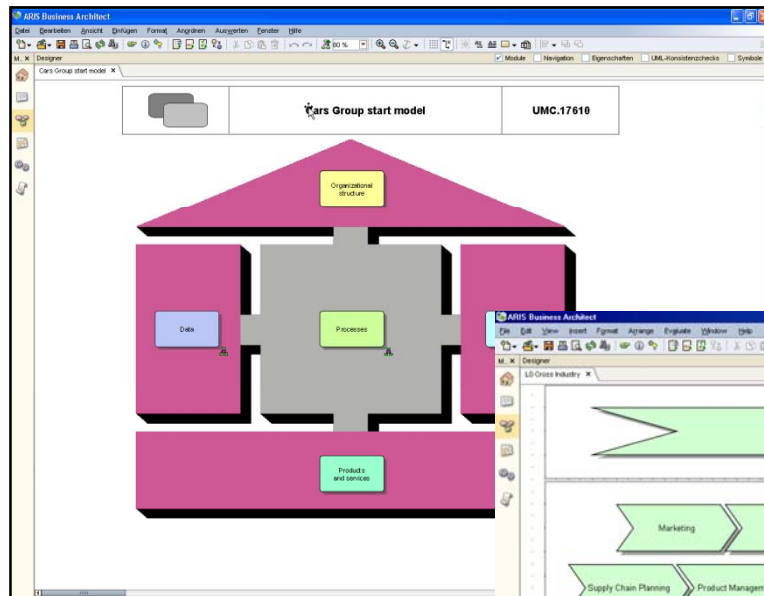 ARIS Business Architect
Datei Bearbeiten Ansicht Einfügen Format Anordnen Auswerten Fenster Hilfe
80 %
M.. X Designer Module Navigation Eigenschaften UML-Konsistenzchecks Symbole
Cars Group start model X
Cars Group start model
UMC.17610
Organizational
structure
Data
Processes
Products
and services
ARIS Business Architect
File Edit View Insert Format Arrange Evaluate Window Help
M.. X Designer
L0 Cross Industry X
Marketing
Supply Chain Planning
Product Managem